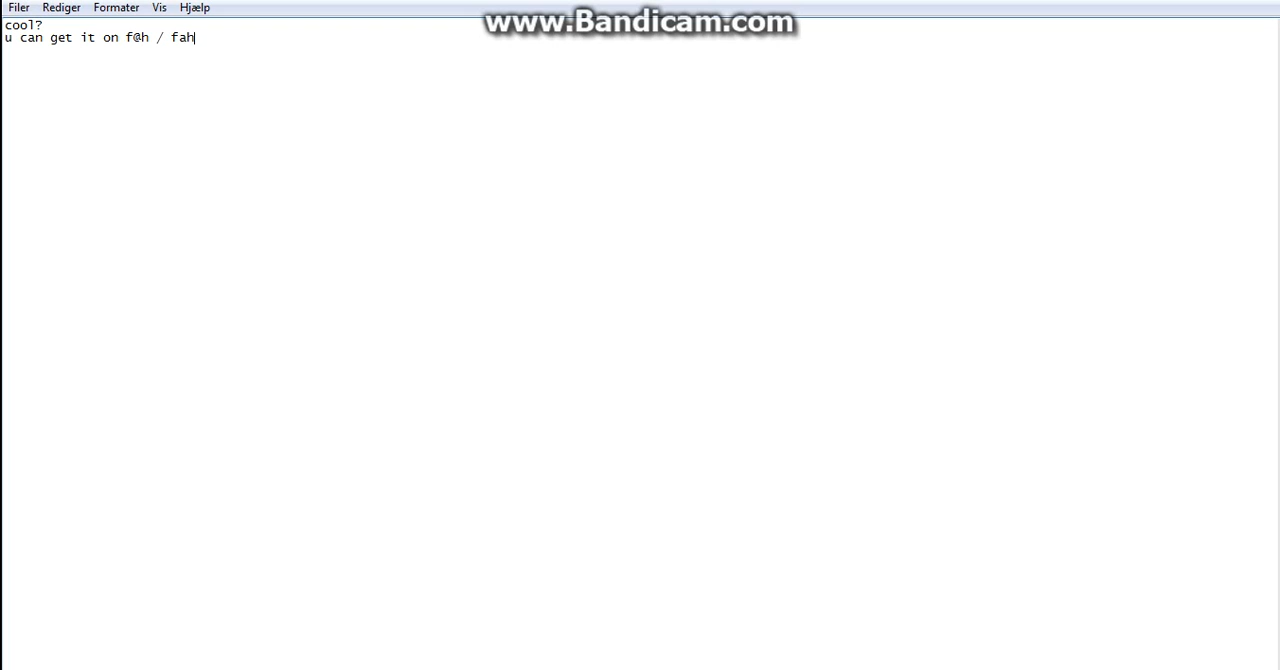 Filer Rediger Formater Vis Hjælp
www.Bandicam.com
cool?
u can get it on f@h / fah